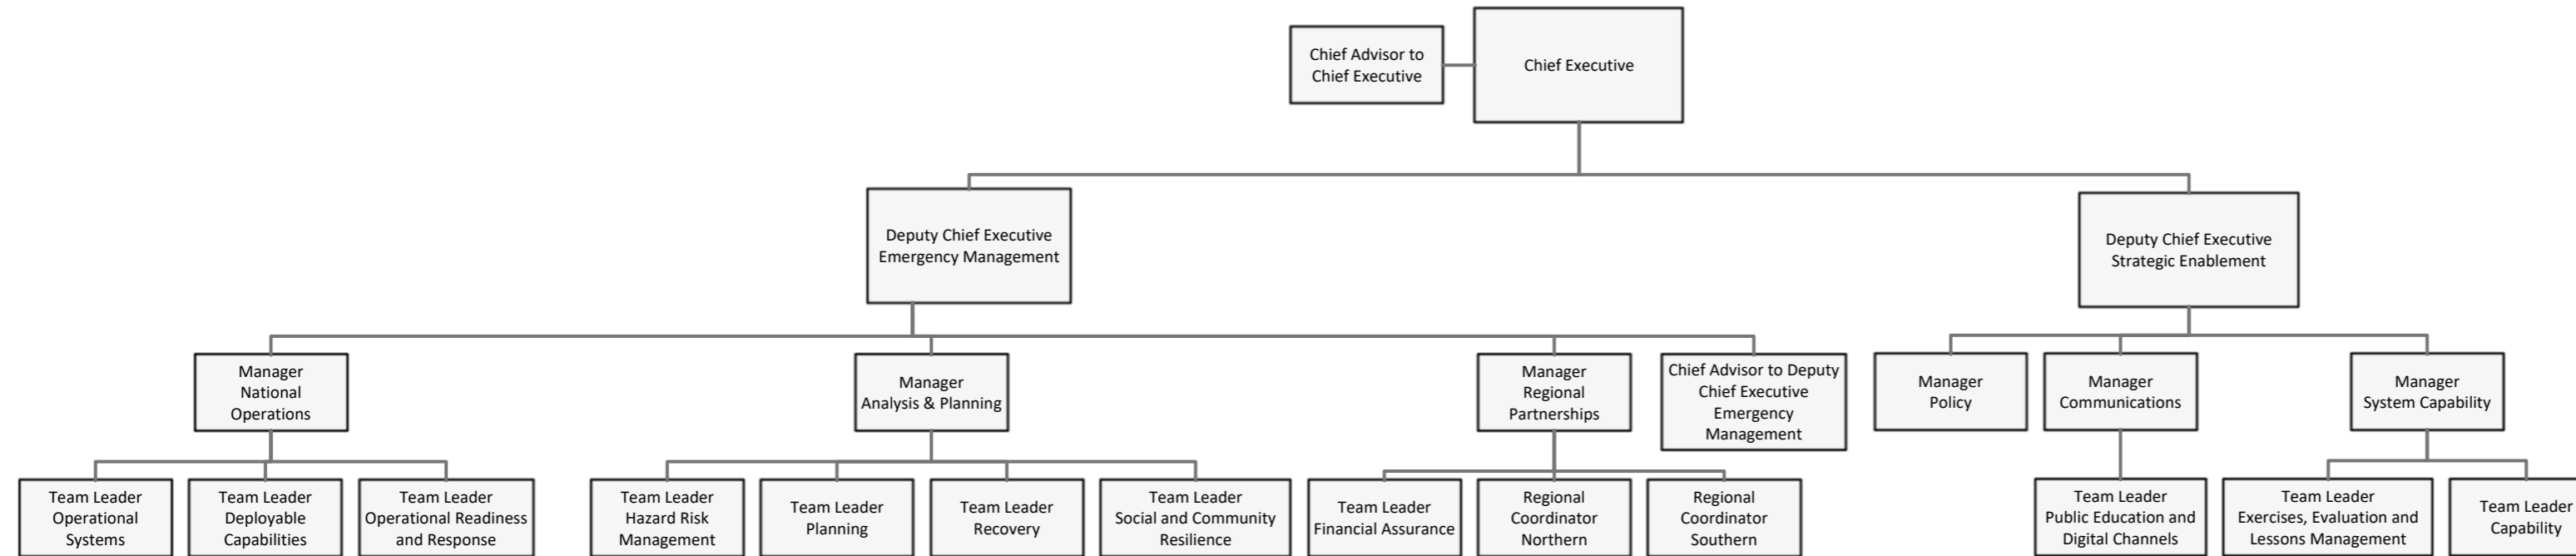 Chief Advisor to
Chief Executive
Chief Executive
Deputy Chief Executive
Emergency Management
Deputy Chief Executive
Strategic Enablement
Manager
National
Operations
Manager
Analysis & Planning
Manager
Regional
Partnerships
Chief Advisor to Deputy
Chief Executive
Emergency
Management
Manager
Policy
Manager
Communications
Manager
System Capability
Team Leader
Operational
Systems
Team Leader
Deployable
Capabilities
Team Leader
Operational Readiness
and Response
Team Leader
Hazard Risk
Management
Team Leader
Planning
Team Leader
Recovery
Team Leader
Social and Community
Resilience
Team Leader
Financial Assurance
Regional
Coordinator
Northern
Regional
Coordinator
Southern
Team Leader
Public Education and
Digital Channels
Team Leader
Exercises, Evaluation and
Lessons Management
Team Leader
Capability